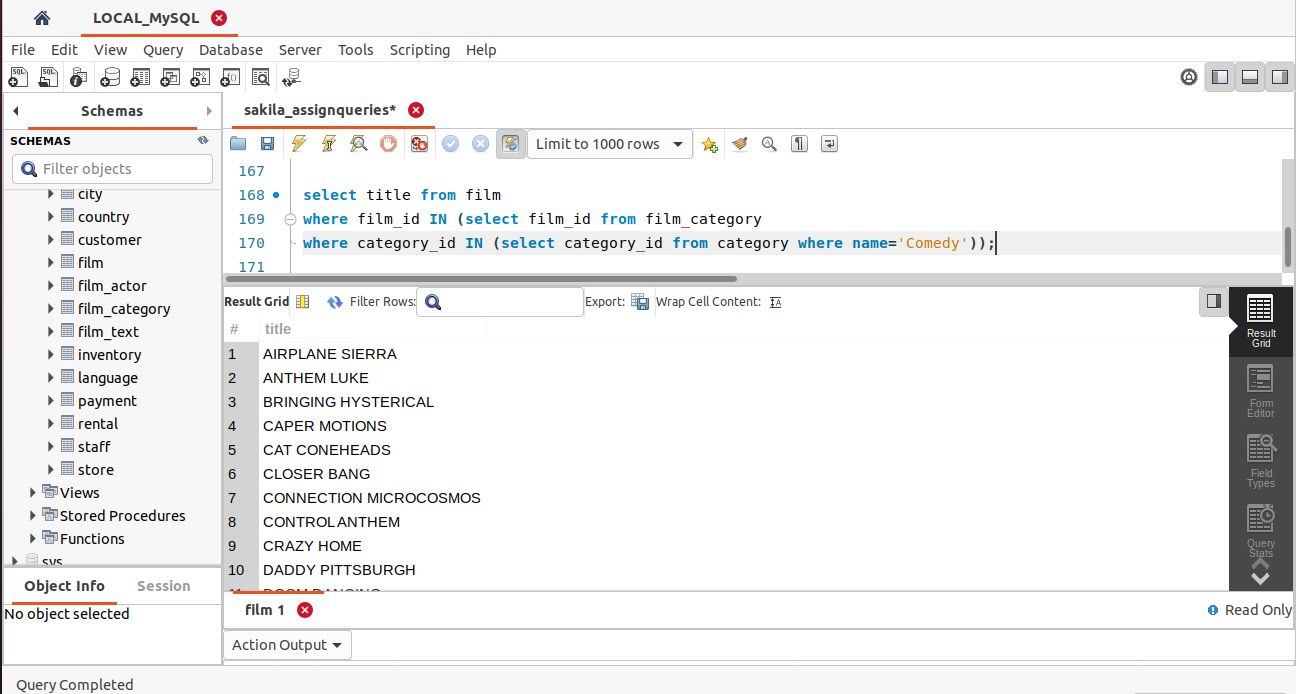 LOCAL_MySQL
File Edit View Query Database Server Tools Scripting Help
Schemas
SCHEMAS
Filter objects
city
country
customer
film
film_actor
film_category
film_text
inventory
language
payment
rental
staff
store
Views
Stored Procedures
Functions
sys
Object Info Session
No object selected
sakila_assignqueries*
Limit to 1000 rows
167
168 select title from film
169 where film_id IN (select film_id from film_category
170 where category_id IN (select category_id from category where name='Comedy'));
171
Result Grid Filter Rows: Export: Wrap Cell Content:
# title
1 AIRPLANE SIERRA
2 ANTHEM LUKE
3 BRINGING HYSTERICAL
4 CAPER MOTIONS
5 CAT CONEHEADS
6 CLOSER BANG
7 CONNECTION MICROCOSMOS
8 CONTROL ANTHEM
9 CRAZY HOME
10 DADDY PITTSBURGH
Result
Grid
Form
Editor
Field
Types
Query
Stats
film 1
Read Only
Action Output
Query Completed